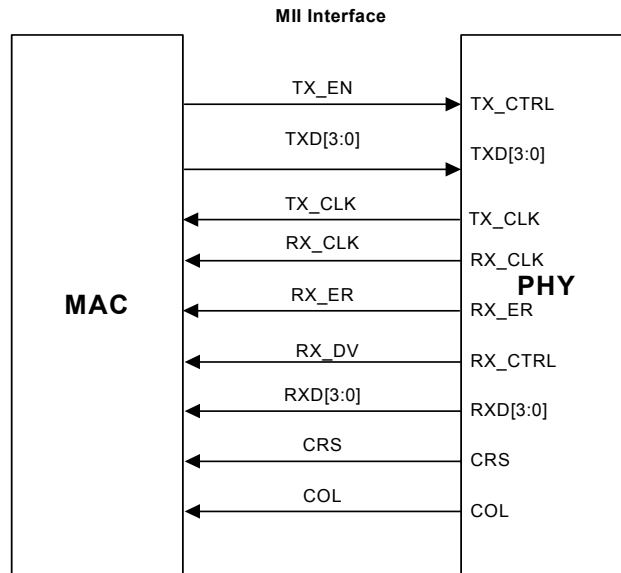 MII Interface
TX_EN
TX_CTRL
TXD[3:0]
TXD[3:0]
TX_CLK
TX_CLK
RX_CLK
RX_CLK
MAC
PHY
RX_ER
RX_ER
RX_DV
RX_CTRL
RXD[3:0]
RXD[3:0]
CRS
CRS
COL
COL